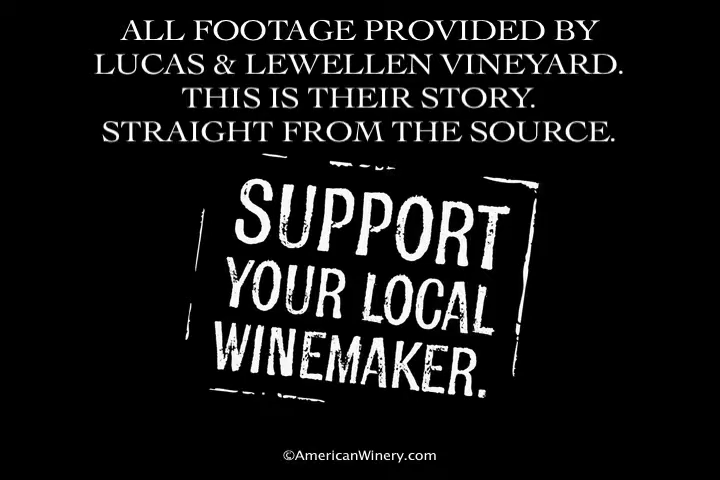 ALL FOOTAGE PROVIDED BY
LUCAS & LEWELLEN VINEYARD.
THIS IS THEIR STORY.
STRAIGHT FROM THE SOURCE.
SUPPORT
YOUR LOCAL
WINEMAKER.
©AmericanWinery.com